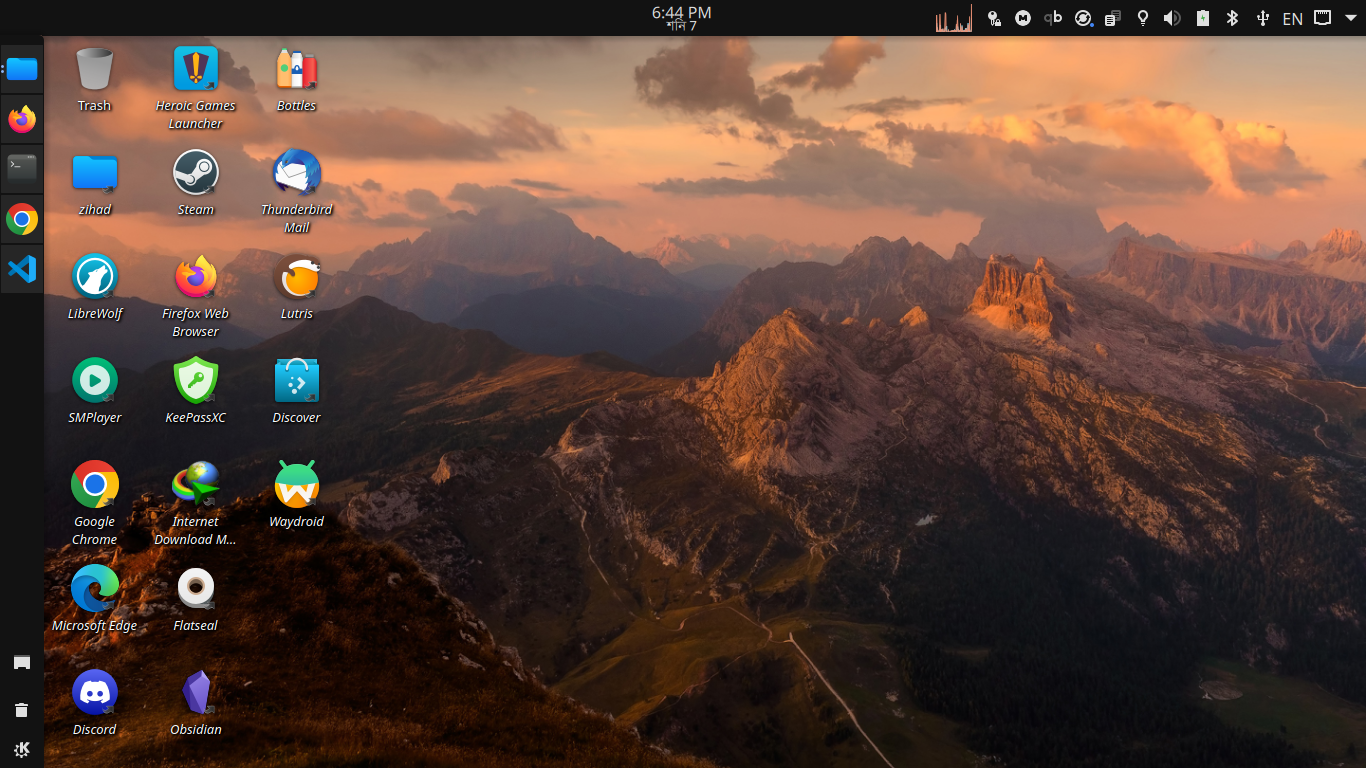 6:44 PM
শনি 7
qb
EN
Trash
Heroic Games
Launcher
Bottles
zihad
Steam
Thunderbird
Mail
LibreWolf
Firefox Web
Browser
Lutris
SMPlayer
KeePassXC
Discover
Google
Chrome
Internet
Download M...
Waydroid
Microsoft Edge
Flatseal
Discord
Obsidian